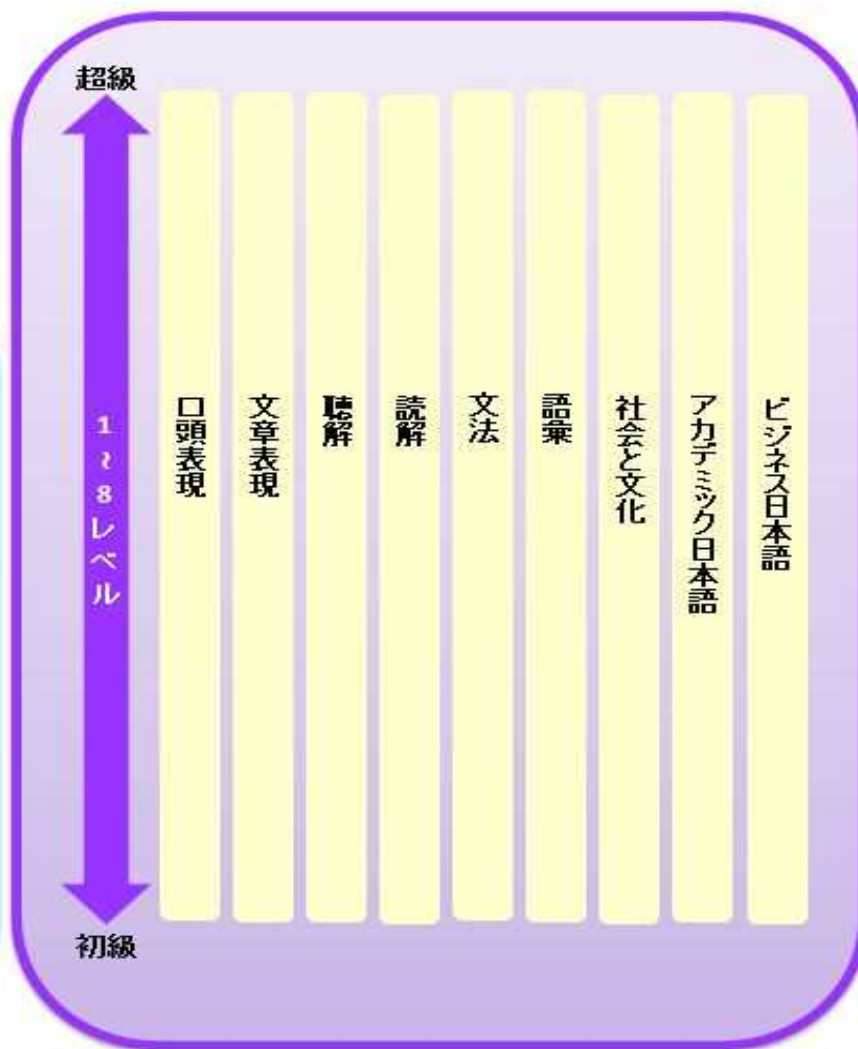 超級
1～8レベル
初級
口頭表現
文章表現
聴解
読解
文法
語彙
社会と文化
アカデミック日本語
ビジネス日本語